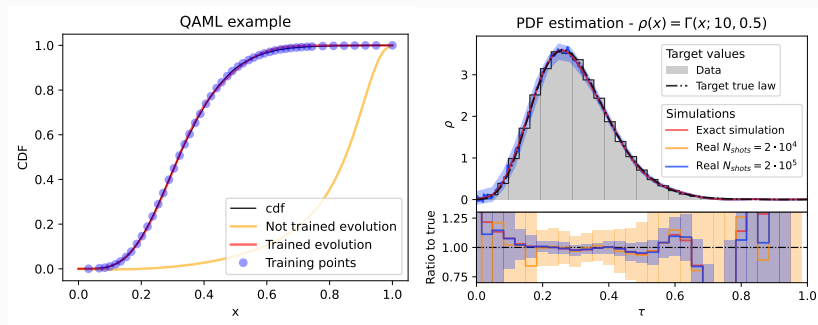 QAML example
CDF
1.0
0.8
0.6
0.4
0.2
0.0
cdf
Not trained evolution
Trained evolution
Training points
0.0 0.2 0.4 0.6 0.8 1.0
x
PDF estimation - ρ(x) = Γ(x; 10, 0.5)
ρ
3
2
1
0
Target values
Data
Target true law
Simulations
Exact simulation
Real N_shots = 2 · 10⁴
Real N_shots = 2 · 10⁵
Ratio to true
1.25
1.00
0.75
0.0 0.2 0.4 0.6 0.8 1.0
τ